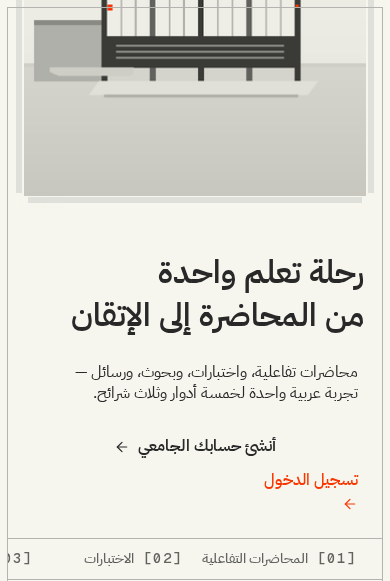 رحلة تعلم واحدة
من المحاضرة إلى الإتقان
محاضرات تفاعلية، واختبارات، وبحوث، ورسائل —
تجربة عربية واحدة لخمسة أدوار وثلاث شرائح.
أنشئ حسابك الجامعي ←
تسجيل الدخول
←
[01] المحاضرات التفاعلية [02] الاختبارات [03